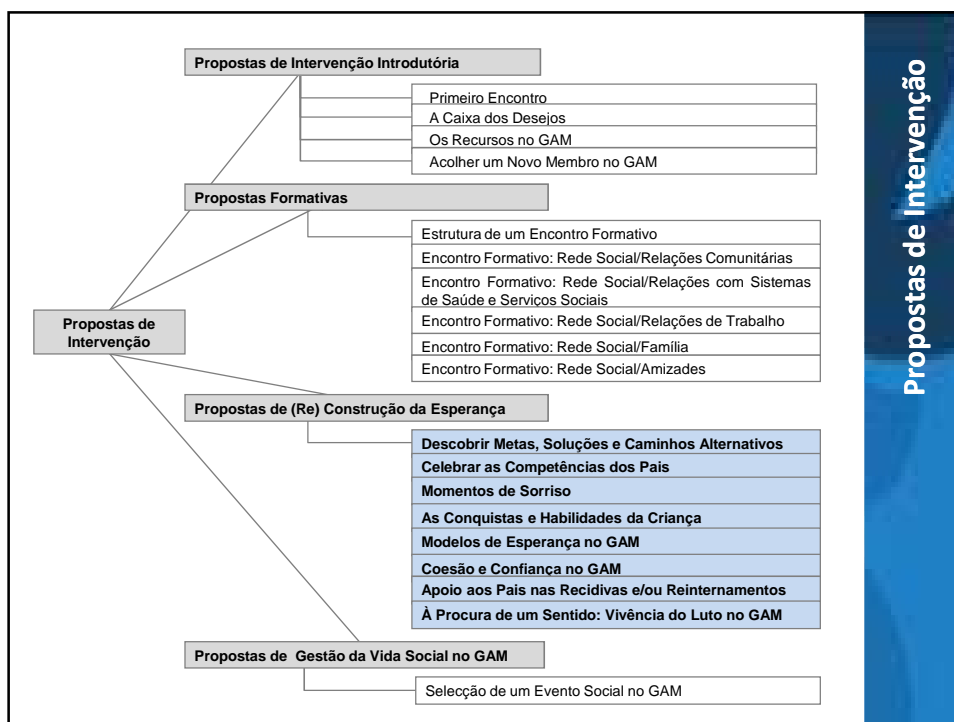 Propostas de Intervenção Introdutória
Primeiro Encontro
A Caixa dos Desejos
Os Recursos no GAM
Acolher um Novo Membro no GAM
Propostas Formativas
Estrutura de um Encontro Formativo
Encontro Formativo: Rede Social/Relações Comunitárias
Encontro Formativo: Rede Social/Relações com Sistemas
de Saúde e Serviços Sociais
Encontro Formativo: Rede Social/Relações de Trabalho
Encontro Formativo: Rede Social/Família
Encontro Formativo: Rede Social/Amizades
Propostas de
Intervenção
Propostas de (Re) Construção da Esperança
Descobrir Metas, Soluções e Caminhos Alternativos
Celebrar as Competências dos Pais
Momentos de Sorriso
As Conquistas e Habilidades da Criança
Modelos de Esperança no GAM
Coesão e Confiança no GAM
Apoio aos Pais nas Recidivas e/ou Reinternamentos
À Procura de um Sentido: Vivência do Luto no GAM
Propostas de Gestão da Vida Social no GAM
Selecção de um Evento Social no GAM
Propostas de Intervenção